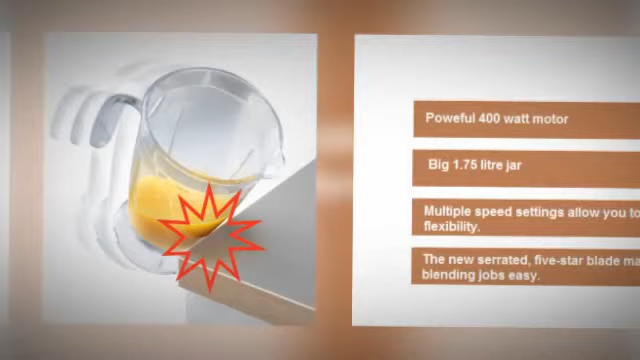 Poweful 400 watt motor
Big 1.75 litre jar
Multiple speed settings allow you to
flexibility.
The new serrated, five-star blade ma
blending jobs easy.